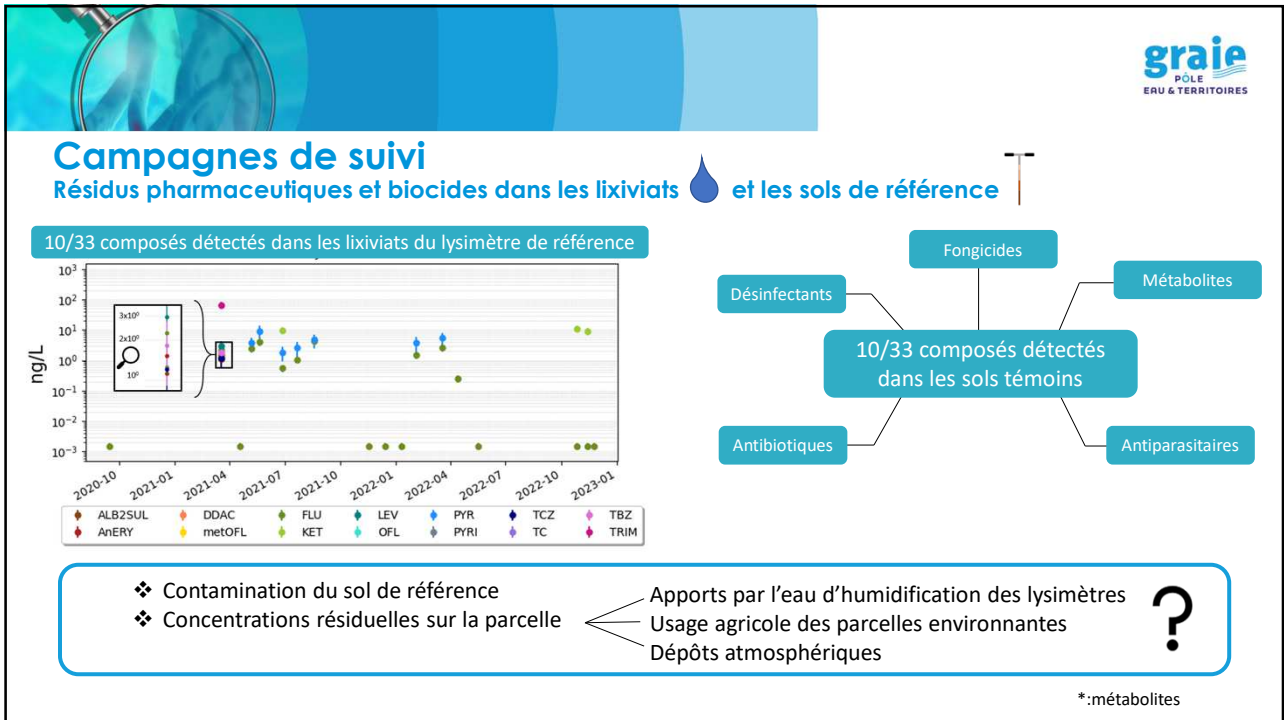 graie
PÔLE
EAU & TERRITOIRES
Campagnes de suivi
Résidus pharmaceutiques et biocides dans les lixiviats et les sols de référence
10/33 composés détectés dans les lixiviats du lysimètre de référence
ng/L
10³
10²
10¹
10⁰
10⁻¹
10⁻²
10⁻³
3x10⁰
2x10⁰
10⁰
2020-10
2021-01
2021-04
2021-07
2021-10
2022-01
2022-04
2022-07
2022-10
2023-01
ALB2SUL DDAC FLU LEV PYR TCZ TBZ
AnERY metOFL KET OFL PYRI TC TRIM
Fongicides
Désinfectants
Métabolites
10/33 composés détectés
dans les sols témoins
Antibiotiques
Antiparasitaires
❖ Contamination du sol de référence
❖ Concentrations résiduelles sur la parcelle
Apports par l’eau d’humidification des lysimètres
Usage agricole des parcelles environnantes
Dépôts atmosphériques
?
*:métabolites